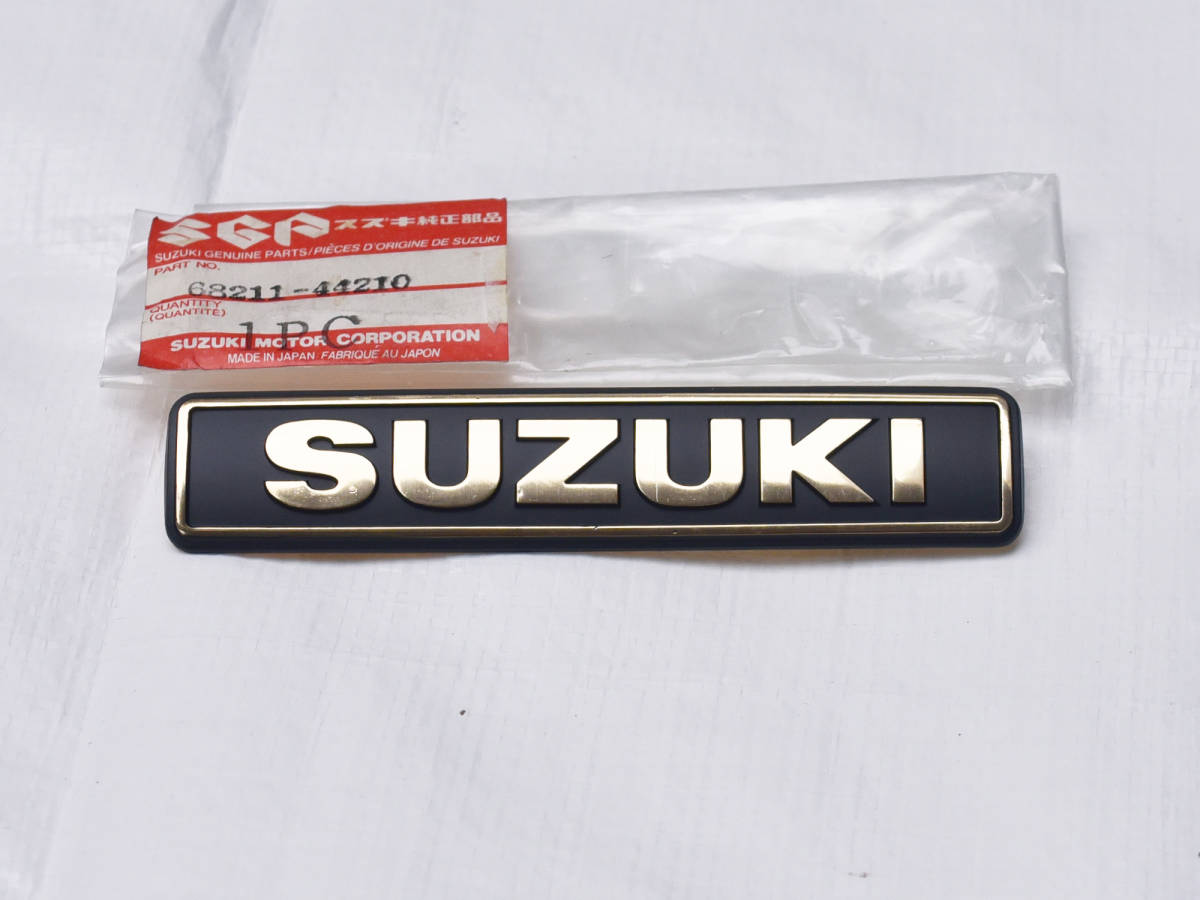 SGP スズキ純正部品
SUZUKI GENUINE PARTS/PIÈCES D'ORIGINE DE SUZUKI
PART NO.
68211-44210
QUANTITY
(QUANTITÉ)
1PC
SUZUKI MOTOR CORPORATION
MADE IN JAPAN FABRIQUÉ AU JAPON
SUZUKI